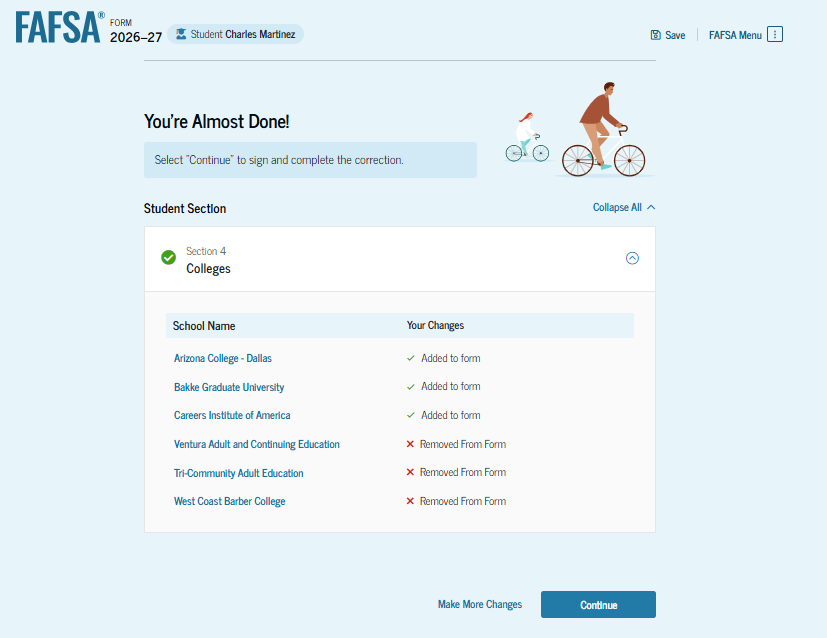 FAFSA® FORM 2026–27 Student Charles Martinez Save FAFSA Menu
You're Almost Done!
Select "Continue" to sign and complete the correction.
Student Section Collapse All
Section 4
Colleges
School Name Your Changes
Arizona College - Dallas Added to form
Bakke Graduate University Added to form
Careers Institute of America Added to form
Ventura Adult and Continuing Education Removed From Form
Tri-Community Adult Education Removed From Form
West Coast Barber College Removed From Form
Make More Changes Continue